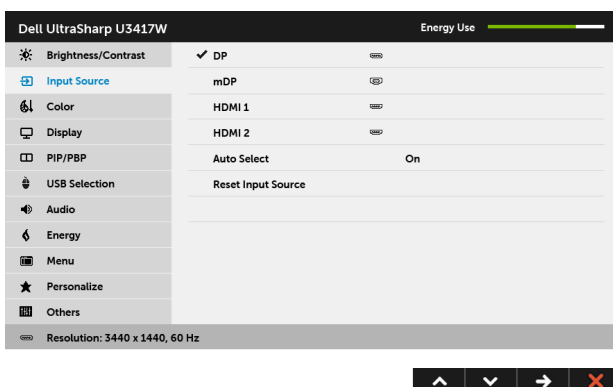 Dell UltraSharp U3417W Energy Use
Brightness/Contrast DP
Input Source mDP
Color HDMI 1
Display HDMI 2
PIP/PBP Auto Select On
USB Selection Reset Input Source
Audio
Energy
Menu
Personalize
Others
Resolution: 3440 x 1440, 60 Hz